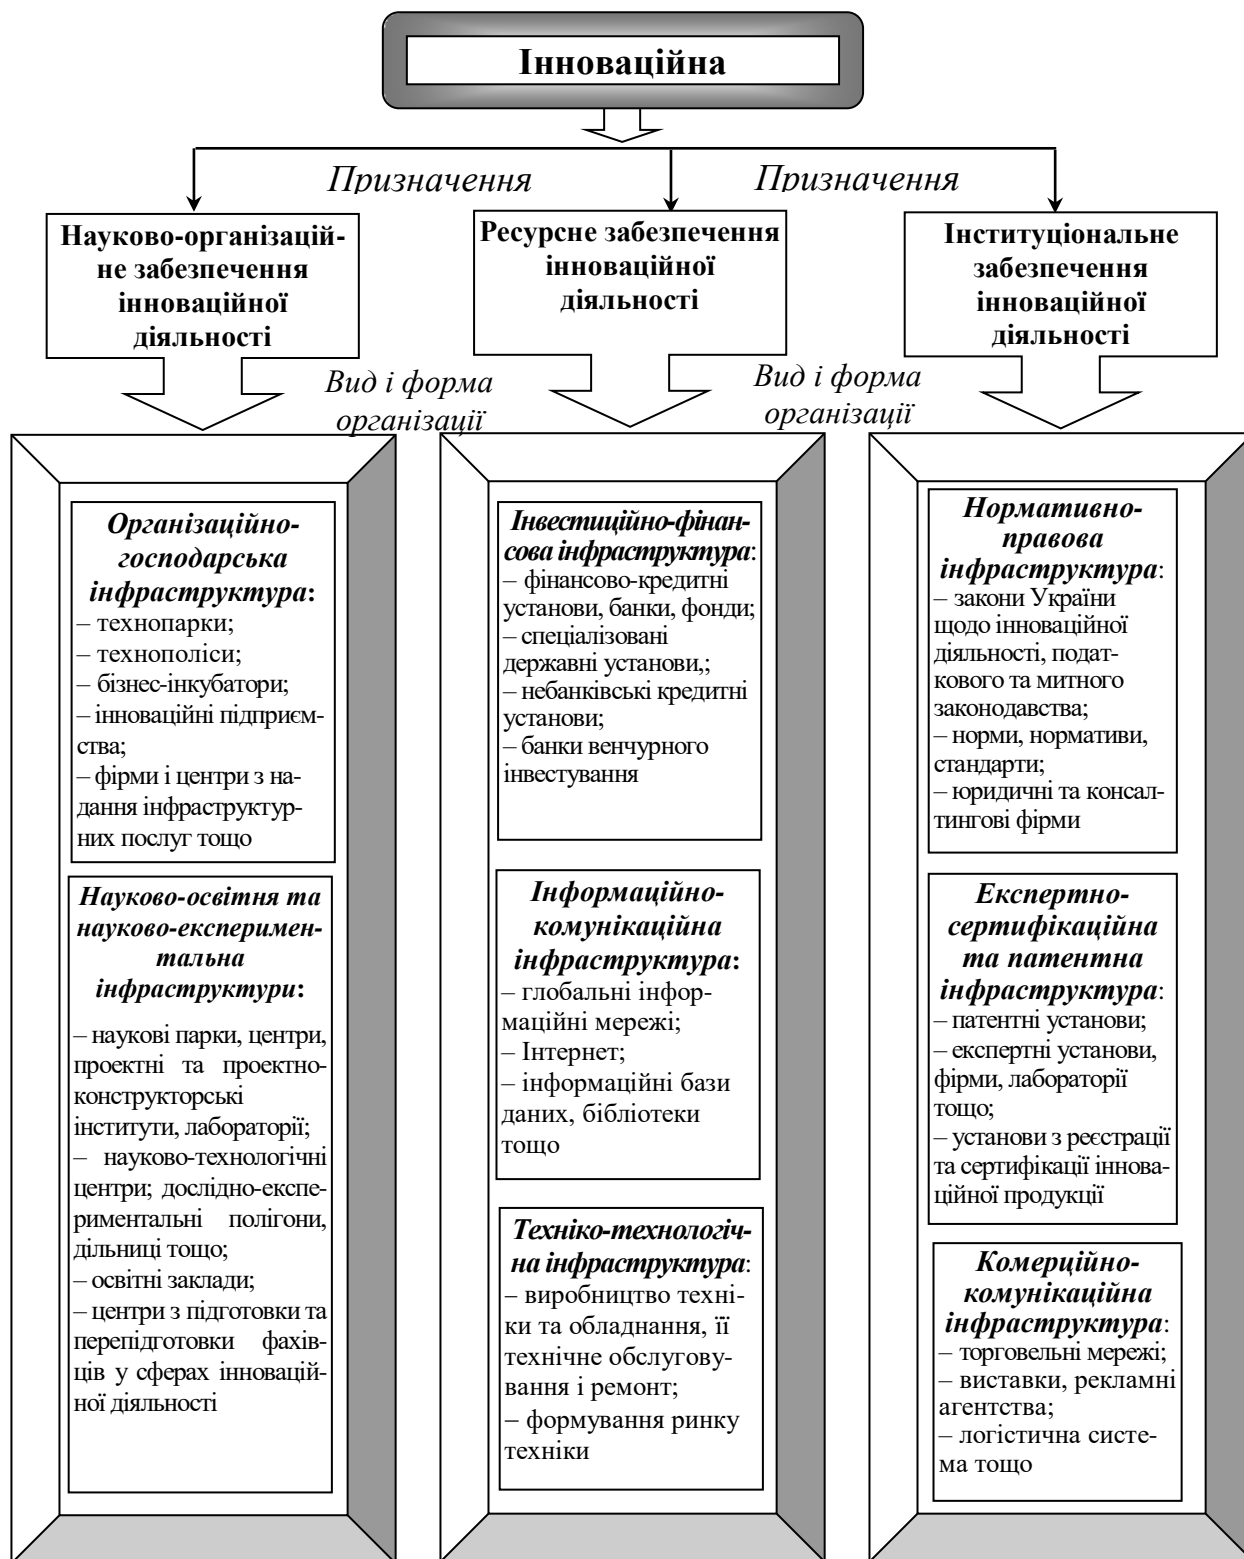 Інноваційна
Призначення
Призначення
Науково-організацій-
не забезпечення
інноваційної
діяльності
Ресурсне забезпечення
інноваційної
діяльності
Інституціональне
забезпечення
інноваційної
діяльності
Вид і форма
організації
Вид і форма
організації
Організаційно-
господарська
інфраструктура:
– технопарки;
– технополіси;
– бізнес-інкубатори;
– інноваційні підприєм-
ства;
– фірми і центри з на-
дання інфраструктур-
них послуг тощо
Науково-освітня та
науково-експеримен-
тальна
інфраструктури:
– наукові парки, центри,
проектні та проектно-
конструкторські
інститути, лабораторії;
– науково-технологічні
центри; дослідно-експе-
риментальні полігони,
дільниці тощо;
– освітні заклади;
– центри з підготовки та
перепідготовки фахів-
ців у сферах інновацій-
ної діяльності
Інвестиційно-фінан-
сова інфраструктура:
– фінансово-кредитні
установи, банки, фонди;
– спеціалізовані
державні установи,;
– небанківські кредитні
установи;
– банки венчурного
інвестування
Інформаційно-
комунікаційна
інфраструктура:
– глобальні інфор-
маційні мережі;
– Інтернет;
– інформаційні бази
даних, бібліотеки
тощо
Техніко-технологіч-
на інфраструктура:
– виробництво техні-
ки та обладнання, її
технічне обслугову-
вання і ремонт;
– формування ринку
техніки
Нормативно-
правова
інфраструктура:
– закони України
щодо інноваційної
діяльності, подат-
кового та митного
законодавства;
– норми, нормативи,
стандарти;
– юридичні та консал-
тингові фірми
Експертно-
сертифікаційна
та патентна
інфраструктура:
– патентні установи;
– експертні установи,
фірми, лабораторії
тощо;
– установи з реєстрації
та сертифікації іннова-
ційної продукції
Комерційно-
комунікаційна
інфраструктура:
– торговельні мережі;
– виставки, рекламні
агентства;
– логістична систе-
ма тощо